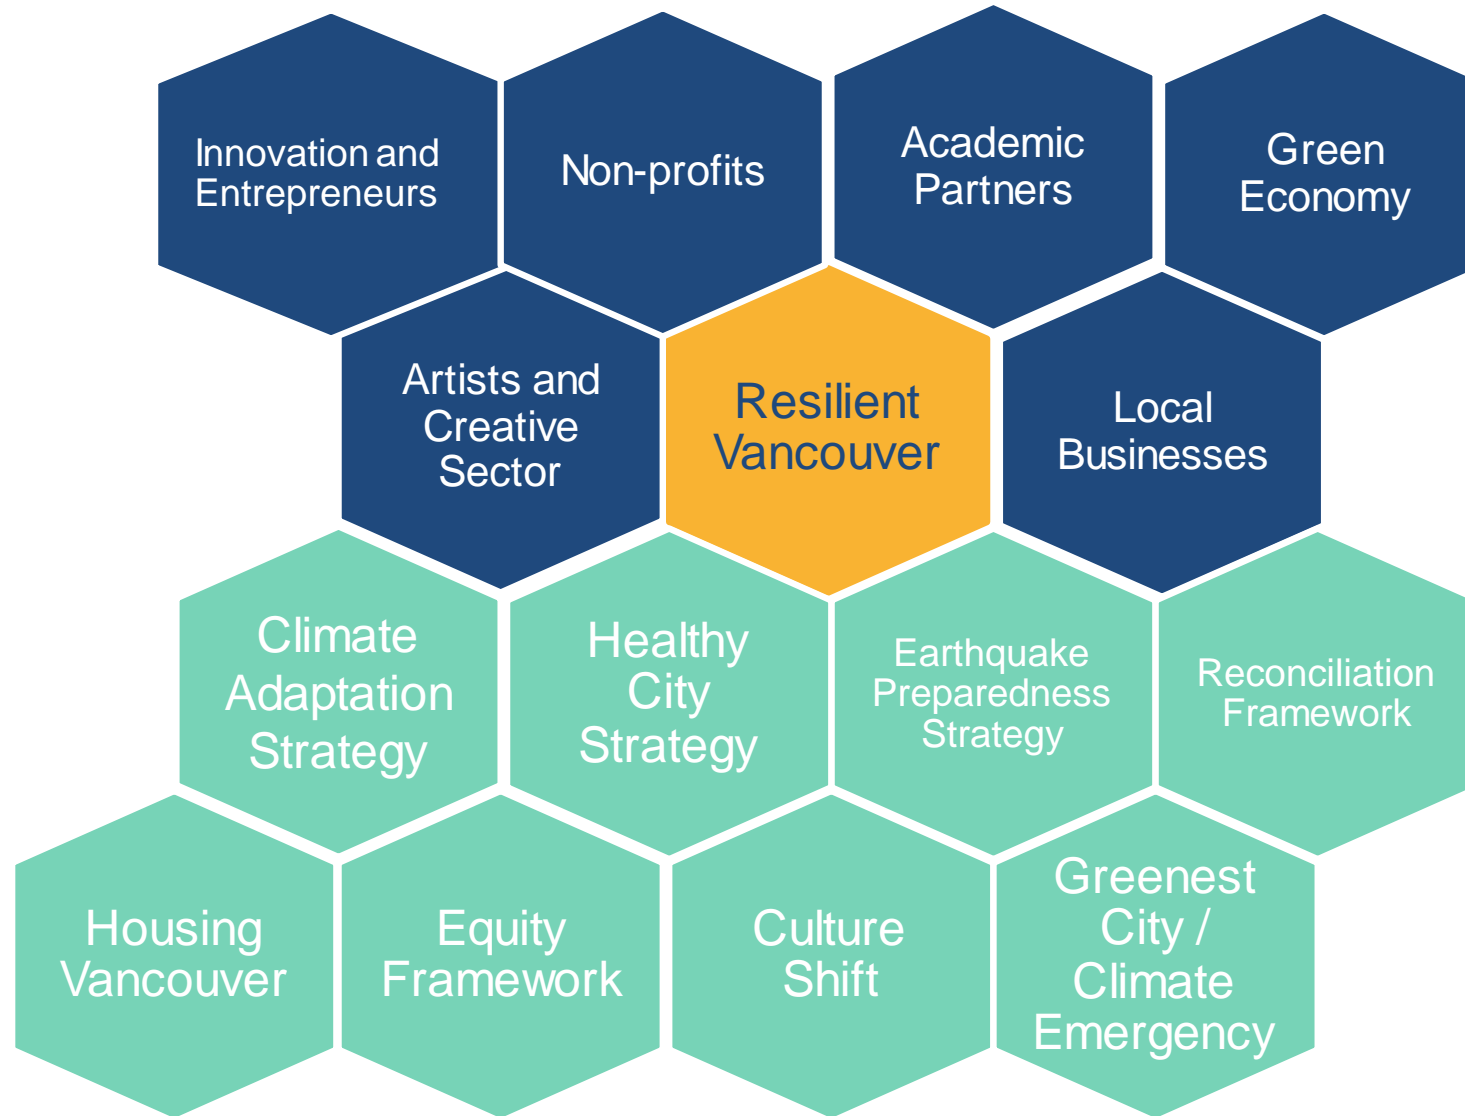 Innovation and
Entrepreneurs
Non-profits
Academic
Partners
Green
Economy
Artists and
Creative
Sector
Resilient
Vancouver
Local
Businesses
Climate
Adaptation
Strategy
Healthy
City
Strategy
Earthquake
Preparedness
Strategy
Reconciliation
Framework
Housing
Vancouver
Equity
Framework
Culture
Shift
Greenest
City /
Climate
Emergency